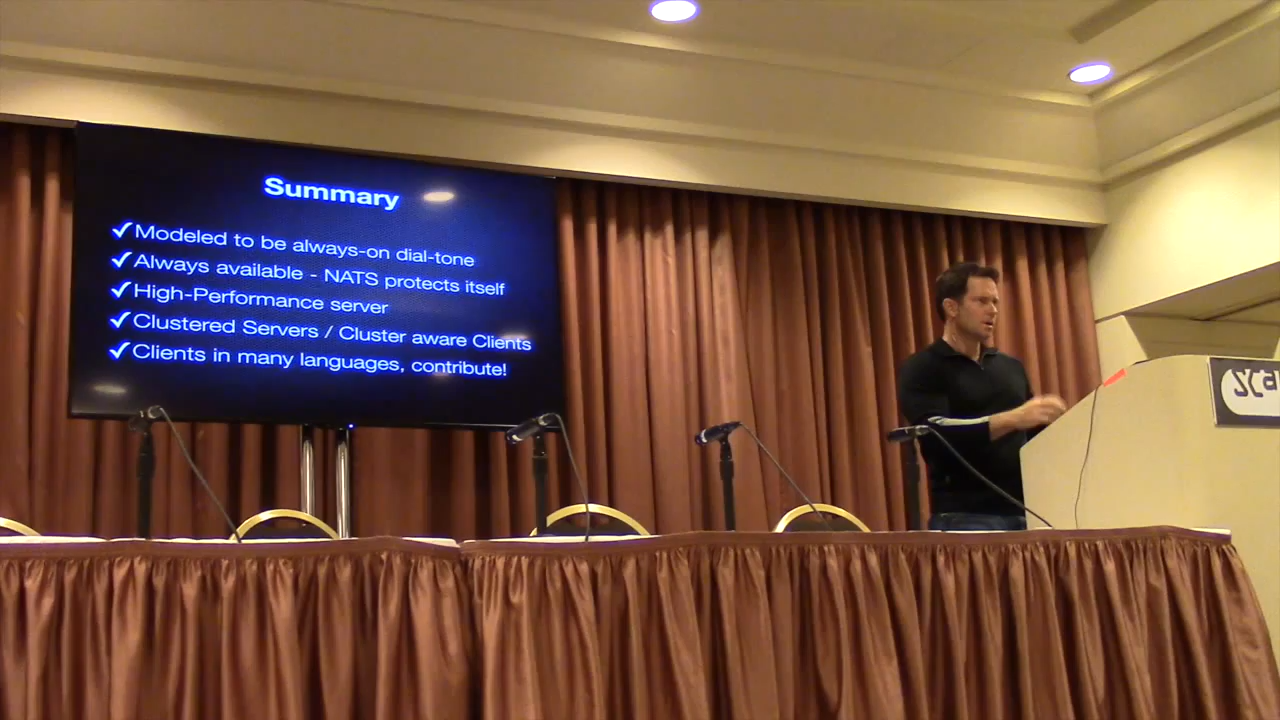 Summary
✓Modeled to be always-on dial-tone
✓Always available - NATS protects itself
✓High-Performance server
✓Clustered Servers / Cluster aware Clients
✓Clients in many languages, contribute!
sca